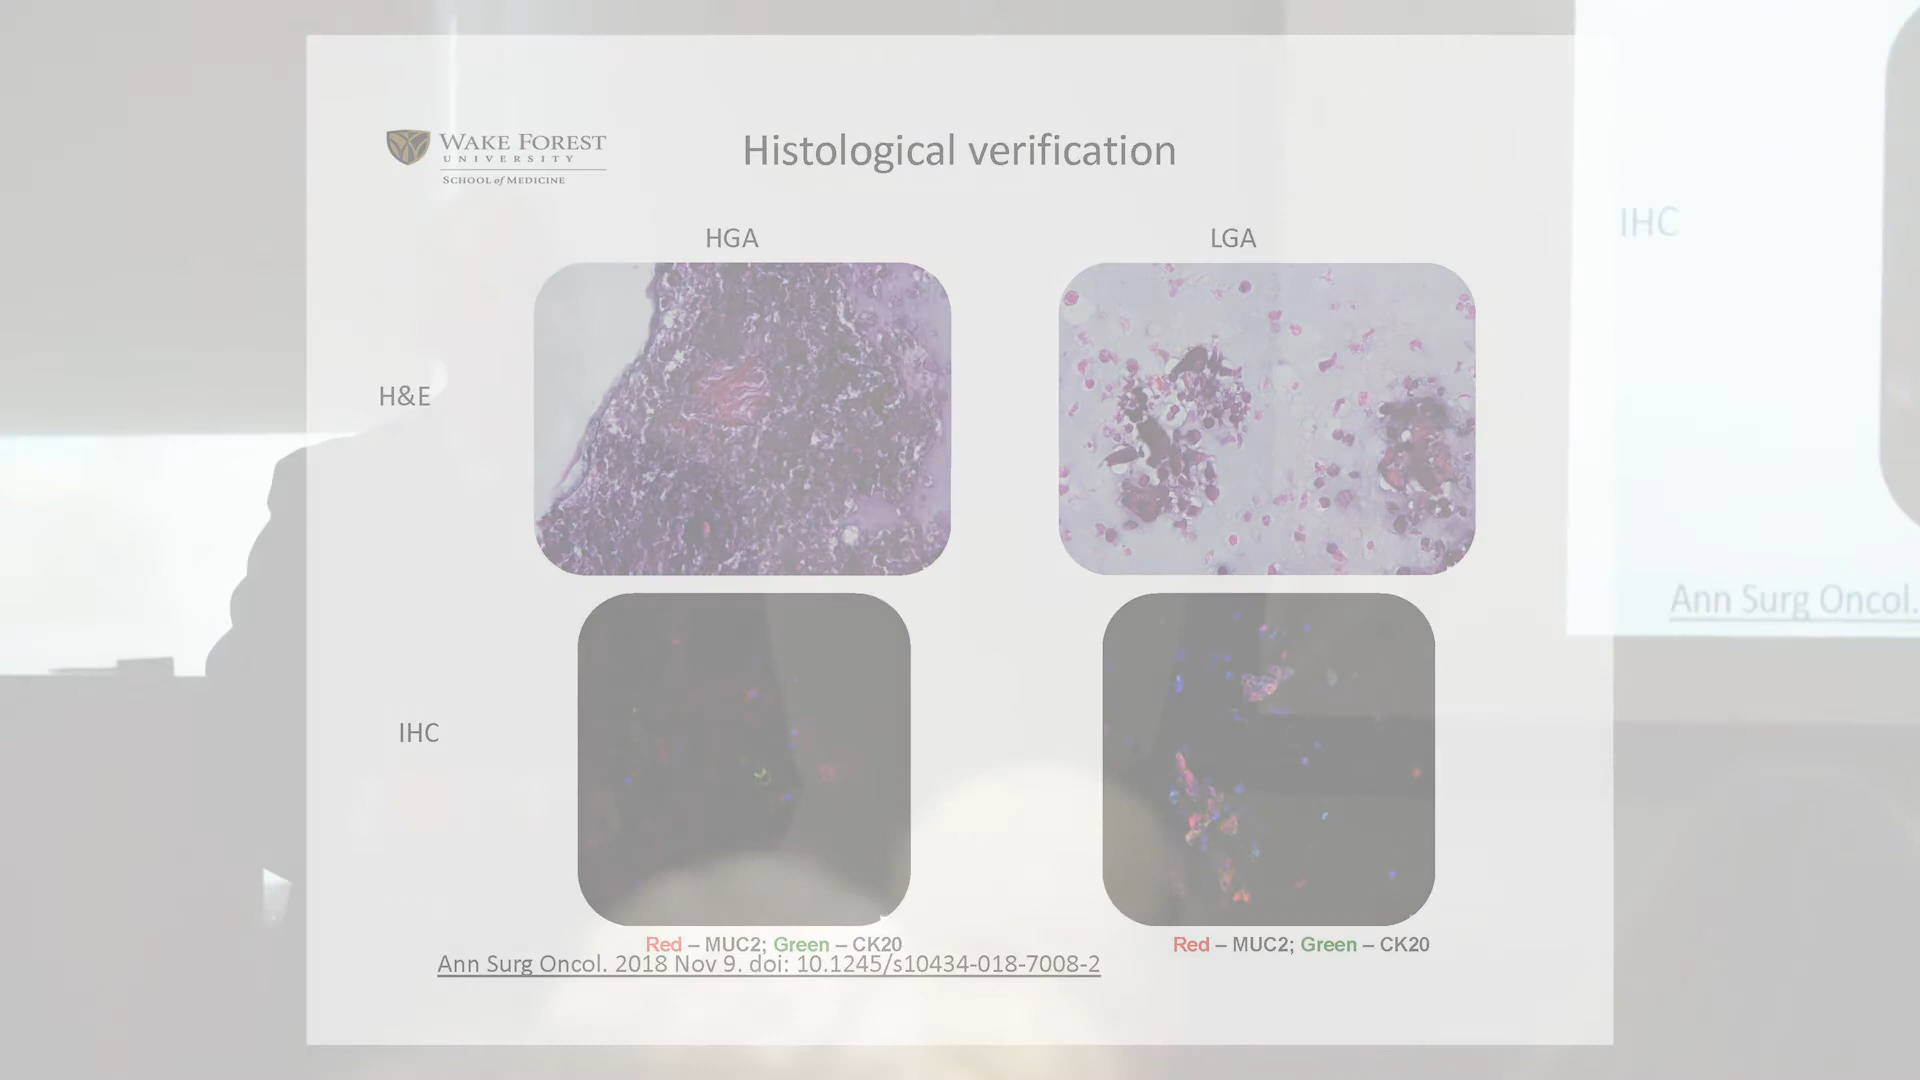 WAKE FOREST
UNIVERSITY
SCHOOL of MEDICINE
Histological verification
HGA
LGA
H&E
IHC
Red – MUC2; Green – CK20
Red – MUC2; Green – CK20
Ann Surg Oncol. 2018 Nov 9. doi: 10.1245/s10434-018-7008-2
IHC
Ann Surg Oncol.